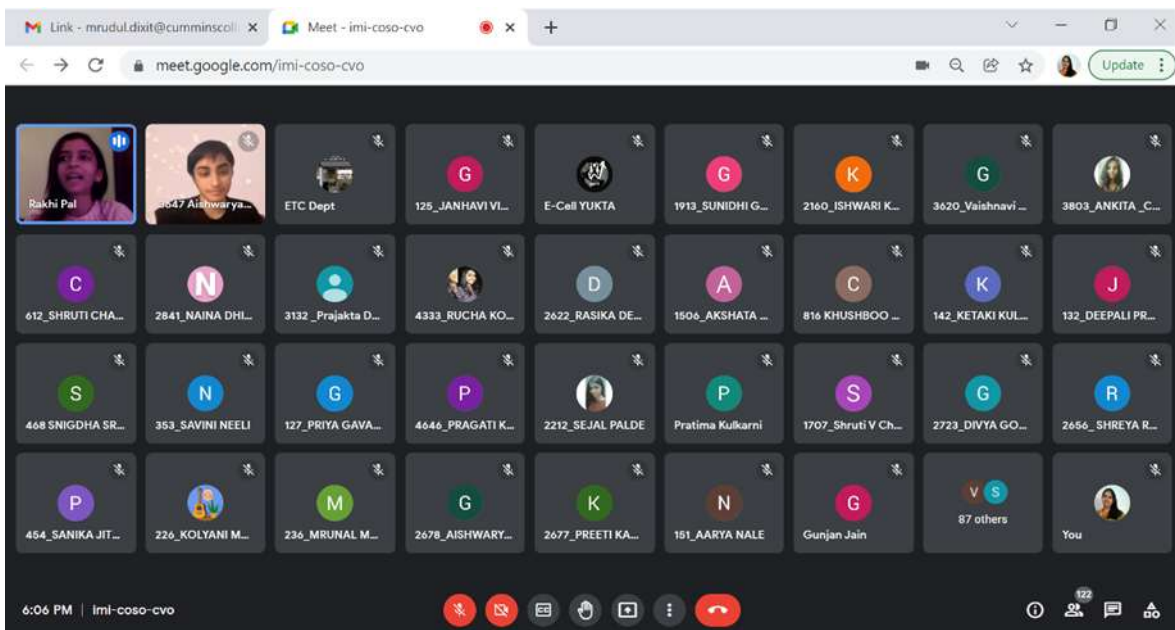 Link - mrudul.dixit@cumminscoll
Meet - imi-coso-cvo
meet.google.com/imi-coso-cvo
Update
Rakhi Pal
3647 Aishwarya...
ETC Dept
G
125_JANHAVI VI...
E-Cell YUKTA
G
1913_SUNIDHI G...
K
2160_ISHWARI K...
G
3620_Vaishnavi ...
3803_ANKITA _C...
C
612_SHRUTI CHA...
N
2841_NAINA DHI...
3132 _Prajakta D...
4333_RUCHA KO...
D
2622_RASIKA DE...
A
1506_AKSHATA ...
C
816 KHUSHBOO ...
K
142_KETAKI KUL...
J
132_DEEPALI PR...
S
468 SNIGDHA SR...
N
353_SAVINI NEELI
G
127_PRIYA GAVA...
P
4646_PRAGATI K...
2212_SEJAL PALDE
P
Pratima Kulkarni
S
1707_Shruti V Ch...
G
2723_DIVYA GO...
R
2656_SHREYA R...
P
454_SANIKA JIT...
226_KOLYANI M...
M
236_MRUNAL M...
G
2678_AISHWARY...
K
2677_PREETI KA...
N
151_AARYA NALE
G
Gunjan Jain
V S
87 others
You
6:06 PM | imi-coso-cvo
122